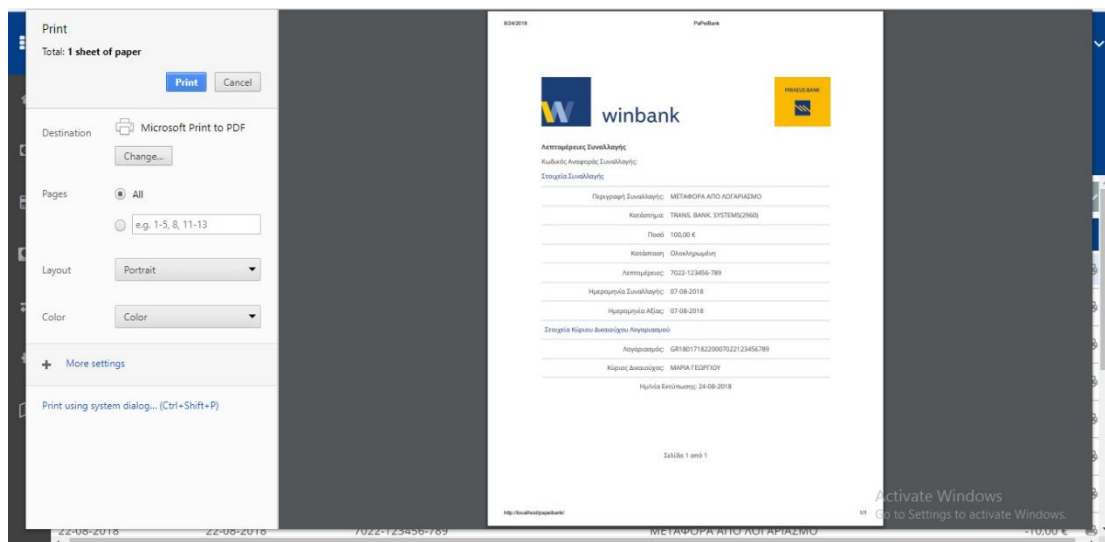 Print
Total: 1 sheet of paper
Print Cancel
Destination Microsoft Print to PDF
Change...
Pages All
e.g. 1-5, 8, 11-13
Layout Portrait
Color Color
+ More settings
Print using system dialog... (Ctrl+Shift+P)
8/24/2018 PaPeiBank
winbank
PIRAEUS BANK
Λεπτομέρειες Συναλλαγής
Κωδικός Αναφοράς Συναλλαγής:
Στοιχεία Συναλλαγής
Περιγραφή Συναλλαγής: ΜΕΤΑΦΟΡΑ ΑΠΟ ΛΟΓΑΡΙΑΣΜΟ
Κατάστημα: TRANS. BANK. SYSTEMS(2960)
Ποσό 100,00 €
Κατάσταση Ολοκληρωμένη
Λεπτομέρειες: 7022-123456-789
Ημερομηνία Συναλλαγής: 07-08-2018
Ημερομηνία Αξίας: 07-08-2018
Στοιχεία Κύριου Δικαιούχου Λογαριασμού
Λογαριασμός: GR1801718220007022123456789
Κύριος Δικαιούχος: ΜΑΡΙΑ ΓΕΩΡΓΙΟΥ
Ημ/νία Εκτύπωσης: 24-08-2018
Σελίδα 1 από 1
http://localhost/papeibank/ 1/1
Activate Windows
Go to Settings to activate Windows.
22-08-2018 22-08-2018 7022-123456-789 ΜΕΤΑΦΟΡΑ ΑΠΟ ΛΟΓΑΡΙΑΣΜΟ -10,00 €